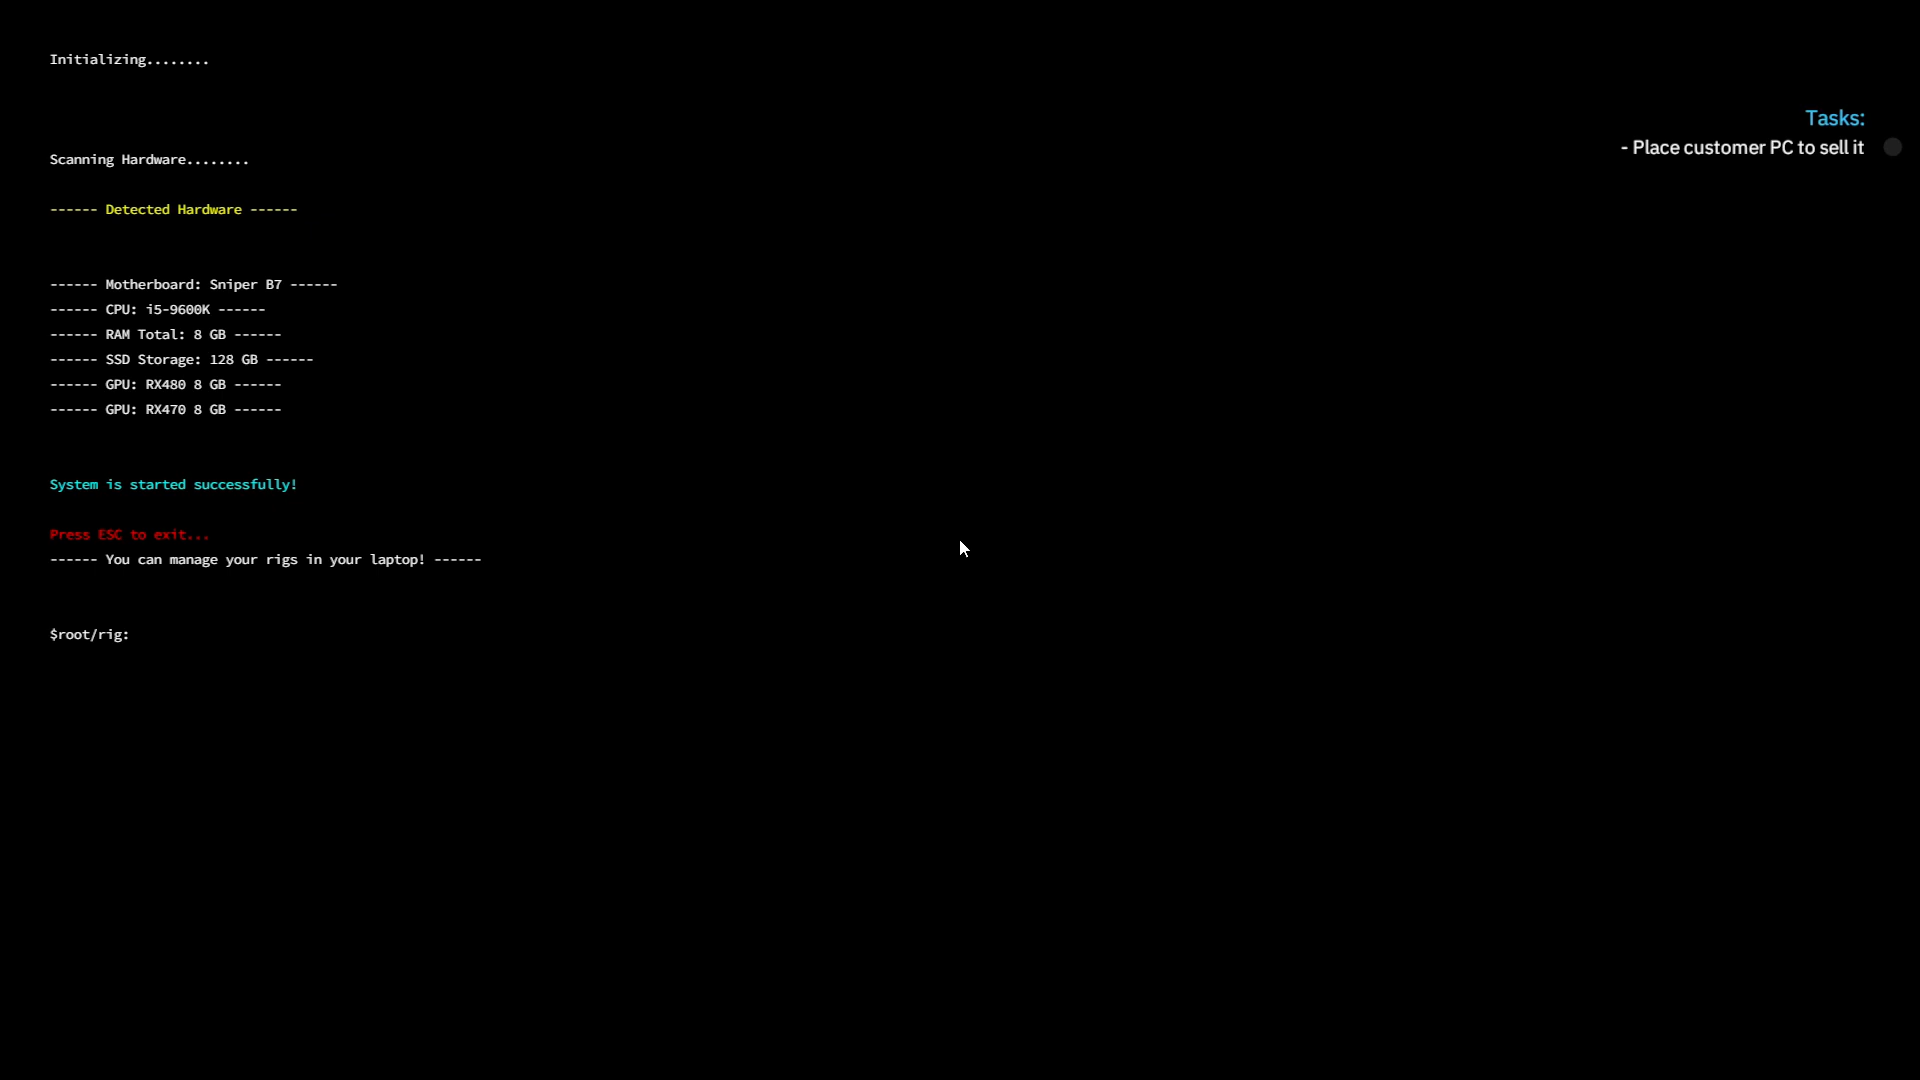 Initializing........
Tasks:
- Place customer PC to sell it
Scanning Hardware........
------ Detected Hardware ------
------ Motherboard: Sniper B7 ------
------ CPU: i5-9600K ------
------ RAM Total: 8 GB ------
------ SSD Storage: 128 GB ------
------ GPU: RX480 8 GB ------
------ GPU: RX470 8 GB ------
System is started successfully!
Press ESC to exit...
------ You can manage your rigs in your laptop! ------
$root/rig: